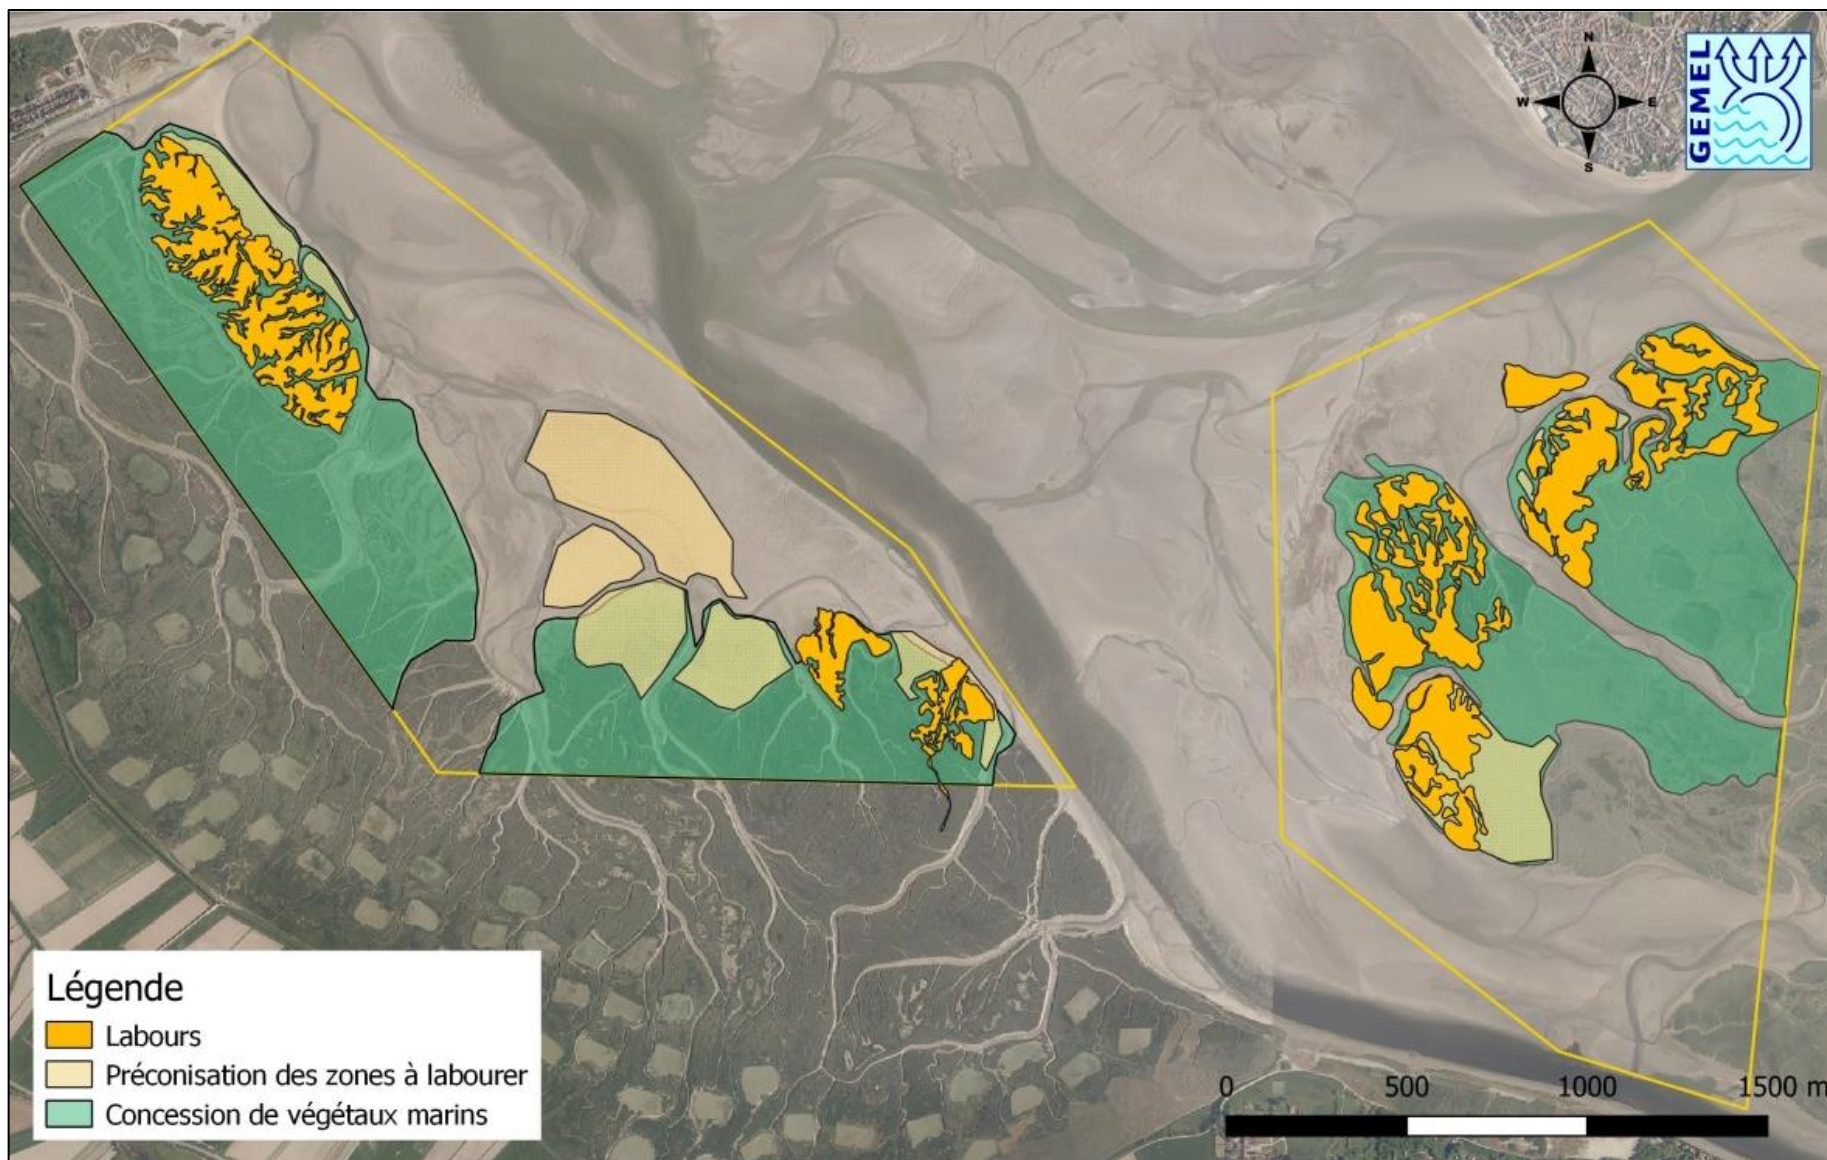 N
W E
S
GEMEL
Légende
Labours
Préconisation des zones à labourer
Concession de végétaux marins
0 500 1000 1500 m